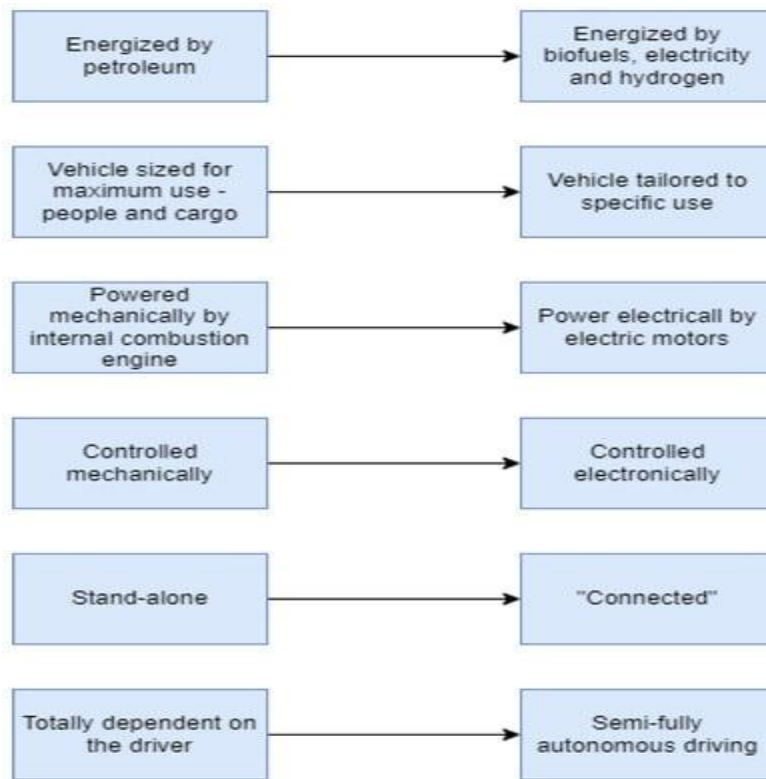 Energized by
petroleum
Energized by
biofuels, electricity
and hydrogen
Vehicle sized for
maximum use -
people and cargo
Vehicle tailored to
specific use
Powered
mechanically by
internal combustion
engine
Power electricall by
electric motors
Controlled
mechanically
Controlled
electronically
Stand-alone
"Connected"
Totally dependent on
the driver
Semi-fully
autonomous driving